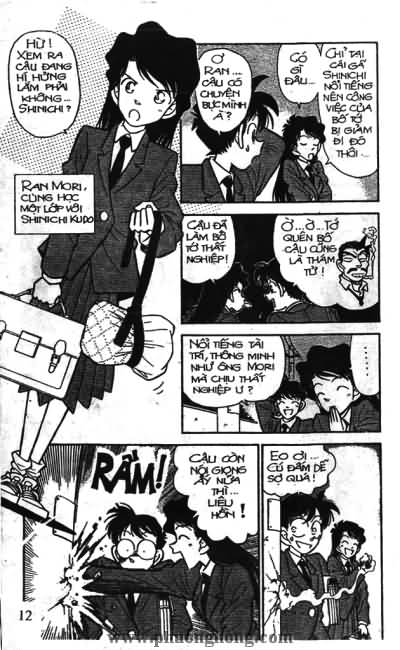 HỪ!
XEM RA
CẬU ĐANG
HÍ HỬNG
LẮM PHẢI
KHÔNG...
SHINICHI?
Ơ
RAN....
CẬU CÓ
CHUYỆN
BỰC MÌNH
À?
CÓ
GÌ
ĐÂU...
CHỈ TẠI
CÁI GÃ
SHINICHI
NỔI TIẾNG
NÊN CÔNG
VIỆC CỦA
BỐ TỚ
BỊ GIẢM
ĐI ĐÓ
THÔI...
RAN MORI,
CÙNG HỌC
MỘT LỚP VỚI
SHINICHI KUDO
CẬU ĐÃ
LÀM BỐ
TỚ THẤT
NGHIỆP!
Ờ...Ờ...TỚ
QUÊN BỐ
CẬU CŨNG
LÀ THÁM
TỬ!
NỔI TIẾNG TÀI
TRÍ, THÔNG MINH
NHƯ ÔNG MORI
MÀ CHỊU THẤT
NGHIỆP Ư?
.....
RẦM!
CẬU CÒN
NÓI GIỌNG
ẤY NỮA
THÌ...
LIỆU
HỒN!
EO ƠI...
CÚ ĐẤM DỄ
SỢ QUÁ!
12
www.phuonglong.com